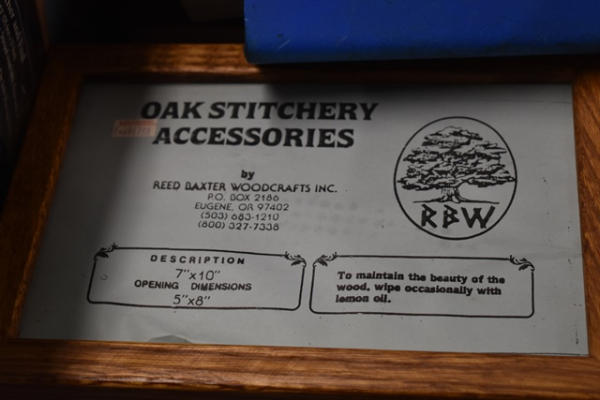 OAK STITCHERY
ACCESSORIES
by
REED BAXTER WOODCRAFTS INC.
P.O. BOX 2186
EUGENE, OR 97402
(503) 683-1210
(800) 327-7338
RBW
DESCRIPTION
7"x10"
OPENING DIMENSIONS
5"x8"
To maintain the beauty of the
wood, wipe occasionally with
lemon oil.